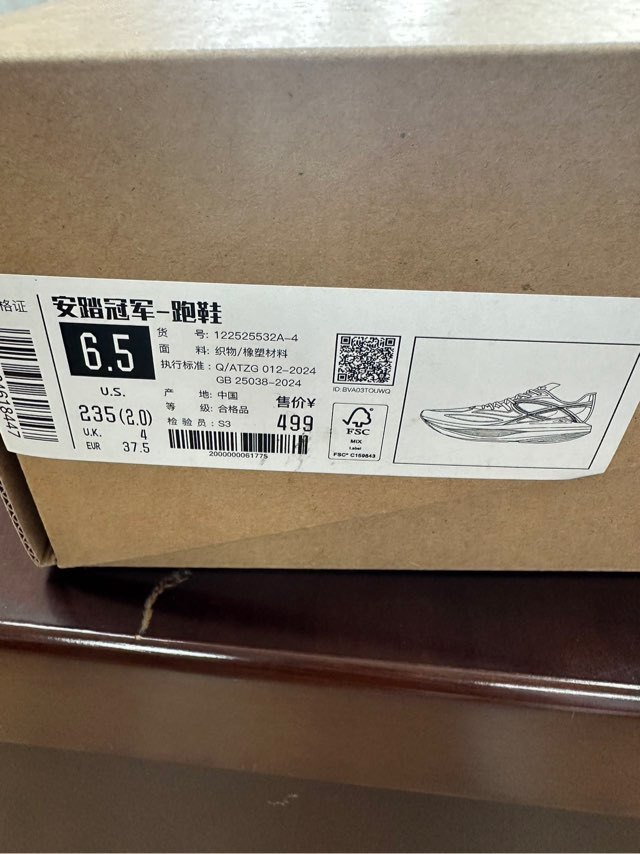 格证
安踏冠军-跑鞋
6.5
U.S.
235(2.0)
U.K. 4
EUR 37.5
货 号: 122525532A-4
面 料: 织物/橡塑材料
执行标准: Q/ATZG 012-2024
GB 25038-2024
产 地: 中国
等 级: 合格品
检 验 员: S3
售价¥
499
2000000061775
ID: BVA03TOUWQ
FSC
MIX
Label
FSC® C159643